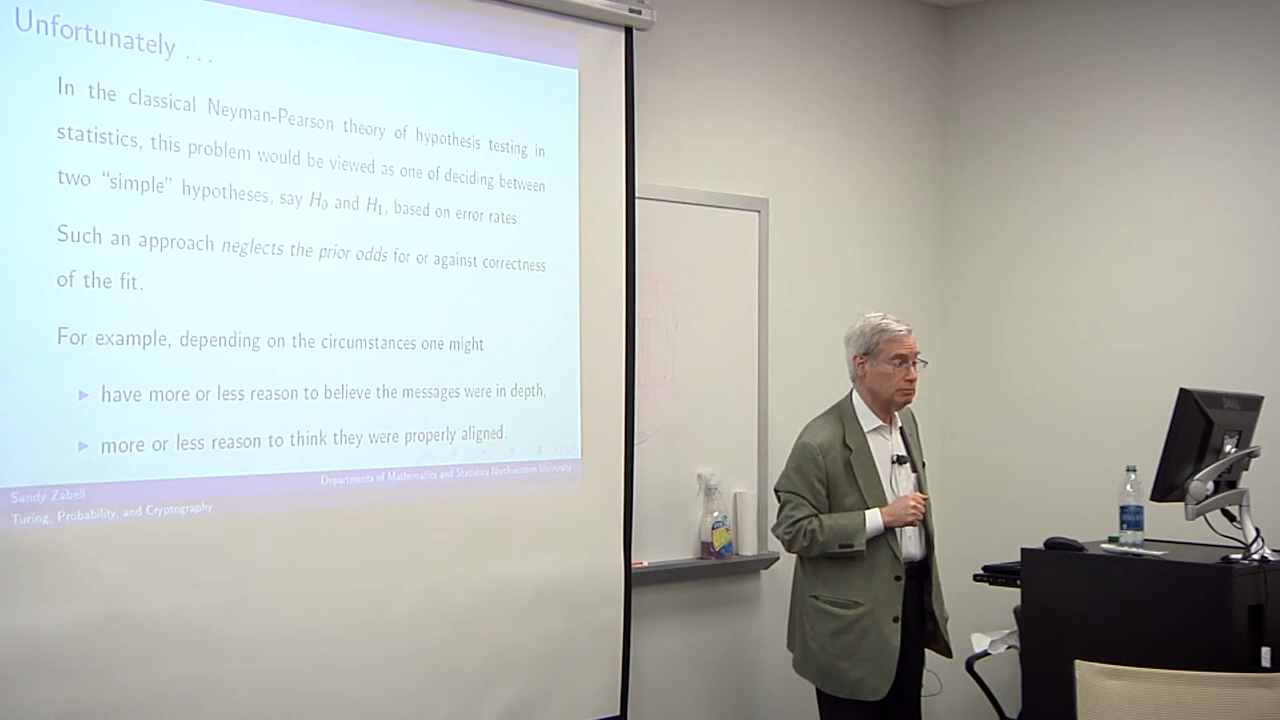 Unfortunately ...
In the classical Neyman-Pearson theory of hypothesis testing in
statistics, this problem would be viewed as one of deciding between
two “simple” hypotheses, say H0 and H1, based on error rates.
Such an approach neglects the prior odds for or against correctness
of the fit.
For example, depending on the circumstances one might
have more or less reason to believe the messages were in depth,
more or less reason to think they were properly aligned.
Sandy Zabell
Departments of Mathematics and Statistics Northwestern University
Turing, Probability, and Cryptography
DELL